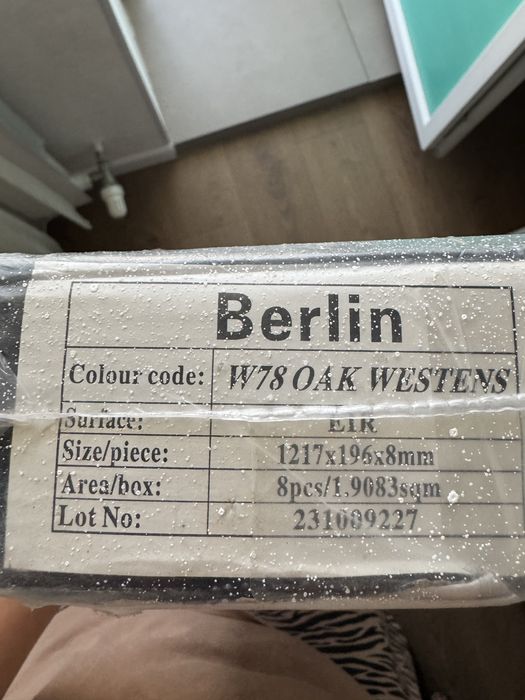 Berlin
Colour code: W78 OAK WESTENS
Surface: EIR
Size/piece: 1217x196x8mm
Area/box: 8pcs/1.9083sqm
Lot No: 231009227